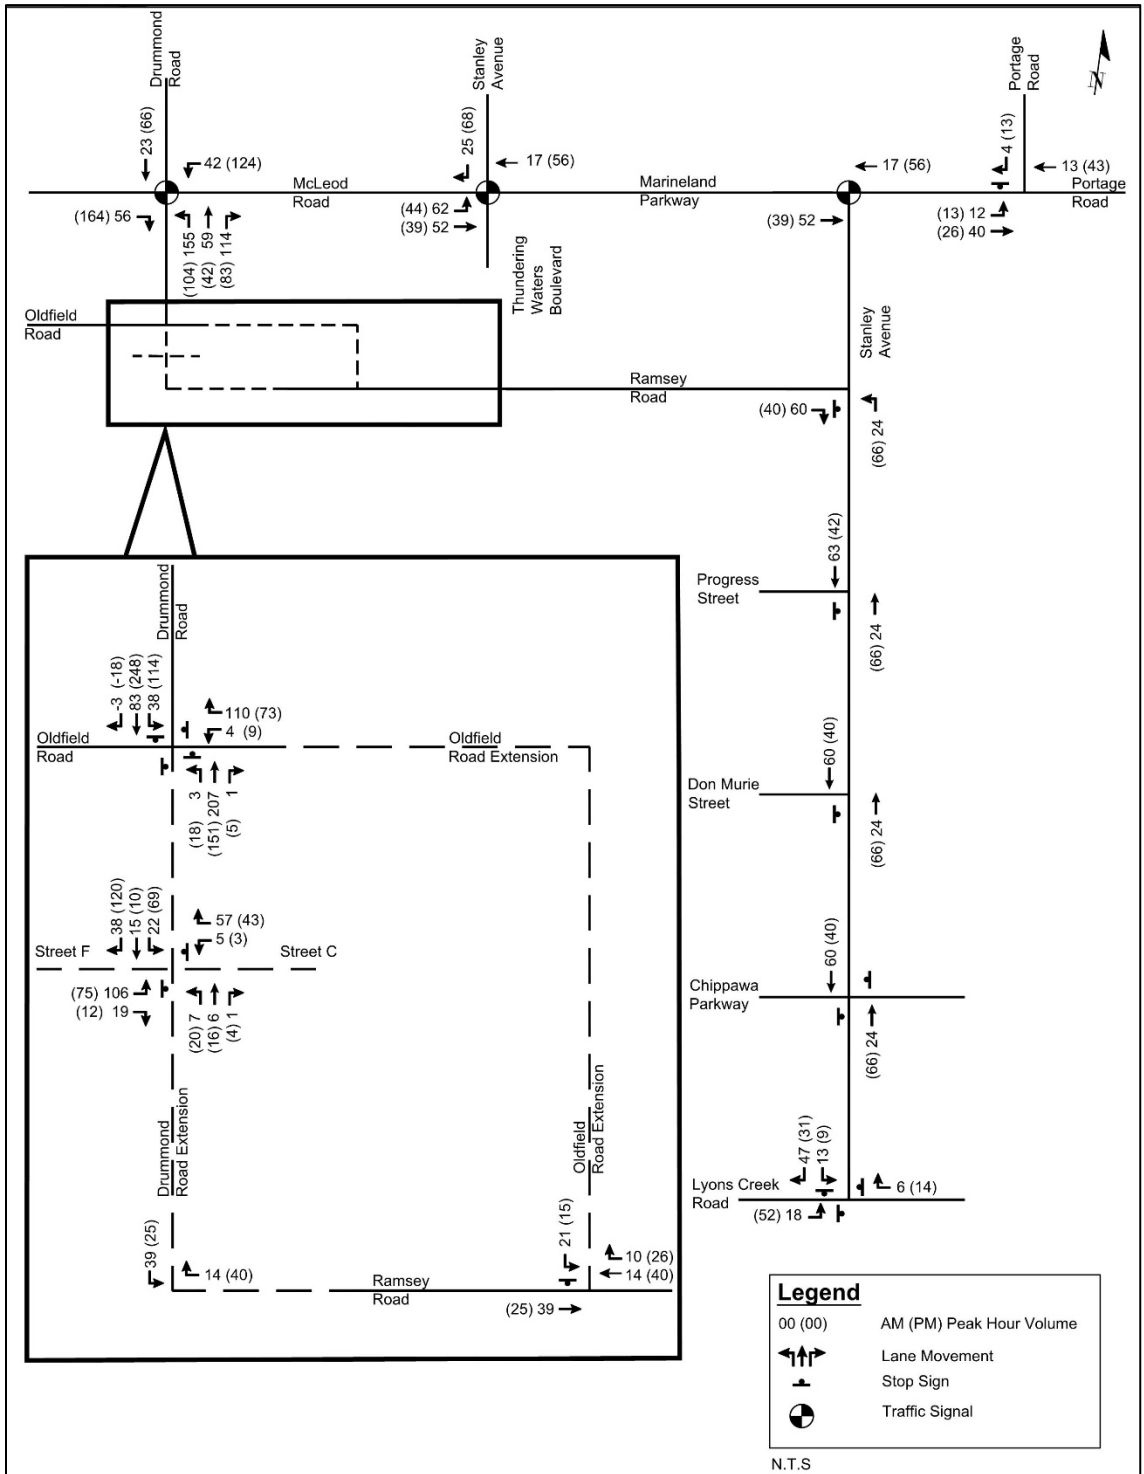 Drummond
Road
Stanley
Avenue
Portage
Road
N
23 (66)
42 (124)
25 (68)
17 (56)
17 (56)
4 (13)
13 (43)
McLeod
Road
Marineland
Parkway
Portage
Road
(164) 56
(104) 155
(42) 59
(83) 114
(44) 62
(39) 52
(39) 52
(13) 12
(26) 40
Thundering
Waters
Boulevard
Oldfield
Road
Stanley
Avenue
Ramsey
Road
(40) 60
(66) 24
63 (42)
Progress
Street
(66) 24
60 (40)
Don Murie
Street
(66) 24
60 (40)
Chippawa
Parkway
(66) 24
47 (31)
13 (9)
Lyons Creek
Road
6 (14)
(52) 18
Drummond
Road
-3 (-18)
83 (248)
38 (114)
110 (73)
4 (9)
Oldfield
Road
Oldfield
Road Extension
(18) 3
(151) 207
(5) 1
38 (120)
15 (10)
22 (69)
57 (43)
5 (3)
Street F
Street C
(75) 106
(12) 19
(20) 7
(16) 6
(4) 1
Drummond
Road Extension
Oldfield
Road Extension
39 (25)
14 (40)
21 (15)
10 (26)
14 (40)
Ramsey
Road
(25) 39
Legend
00 (00) AM (PM) Peak Hour Volume
Lane Movement
Stop Sign
Traffic Signal
N.T.S